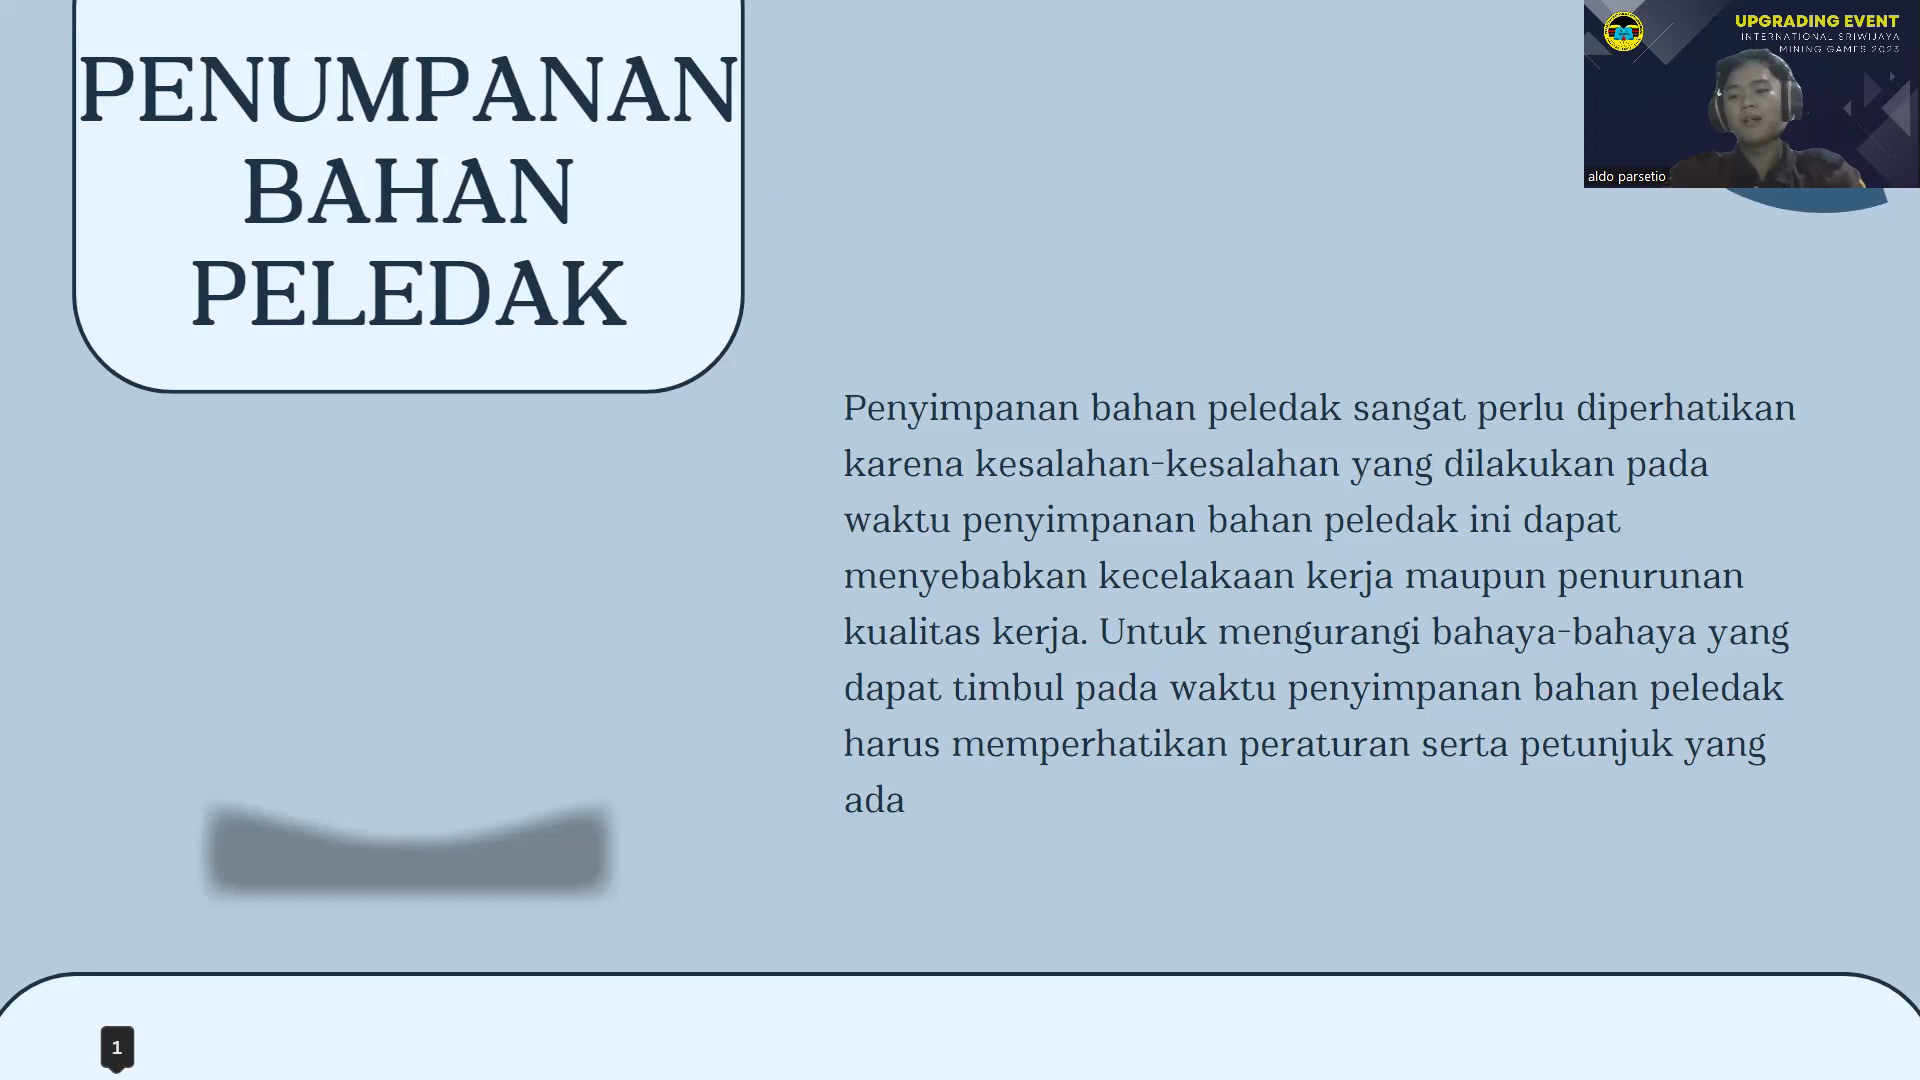 PENUMPANAN
BAHAN
PELEDAK
UPGRADING EVENT
INTERNATIONAL SRIWIJAYA
MINING GAMES 2023
aldo parsetio
Penyimpanan bahan peledak sangat perlu diperhatikan
karena kesalahan-kesalahan yang dilakukan pada
waktu penyimpanan bahan peledak ini dapat
menyebabkan kecelakaan kerja maupun penurunan
kualitas kerja. Untuk mengurangi bahaya-bahaya yang
dapat timbul pada waktu penyimpanan bahan peledak
harus memperhatikan peraturan serta petunjuk yang
ada
1